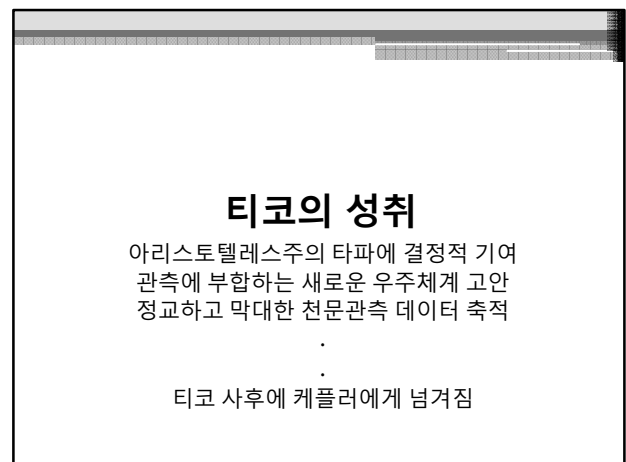 티코의 성취
아리스토텔레스주의 타파에 결정적 기여
관측에 부합하는 새로운 우주체계 고안
정교하고 막대한 천문관측 데이터 축적
.
.
티코 사후에 케플러에게 넘겨짐